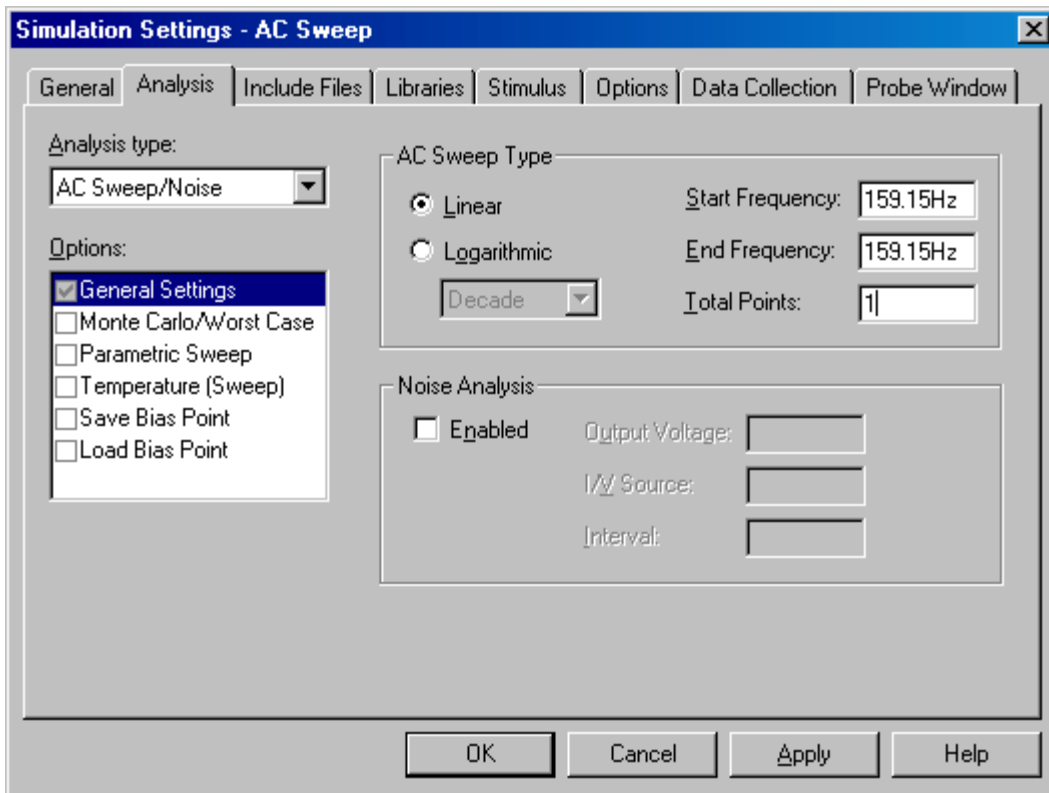 Simulation Settings - AC Sweep
General Analysis Include Files Libraries Stimulus Options Data Collection Probe Window
Analysis type:
AC Sweep/Noise
Options:
General Settings
Monte Carlo/Worst Case
Parametric Sweep
Temperature (Sweep)
Save Bias Point
Load Bias Point
AC Sweep Type
Linear
Logarithmic
Decade
Start Frequency: 159.15Hz
End Frequency: 159.15Hz
Total Points: 1
Noise Analysis
Enabled
Output Voltage:
I/V Source:
Interval:
OK Cancel Apply Help